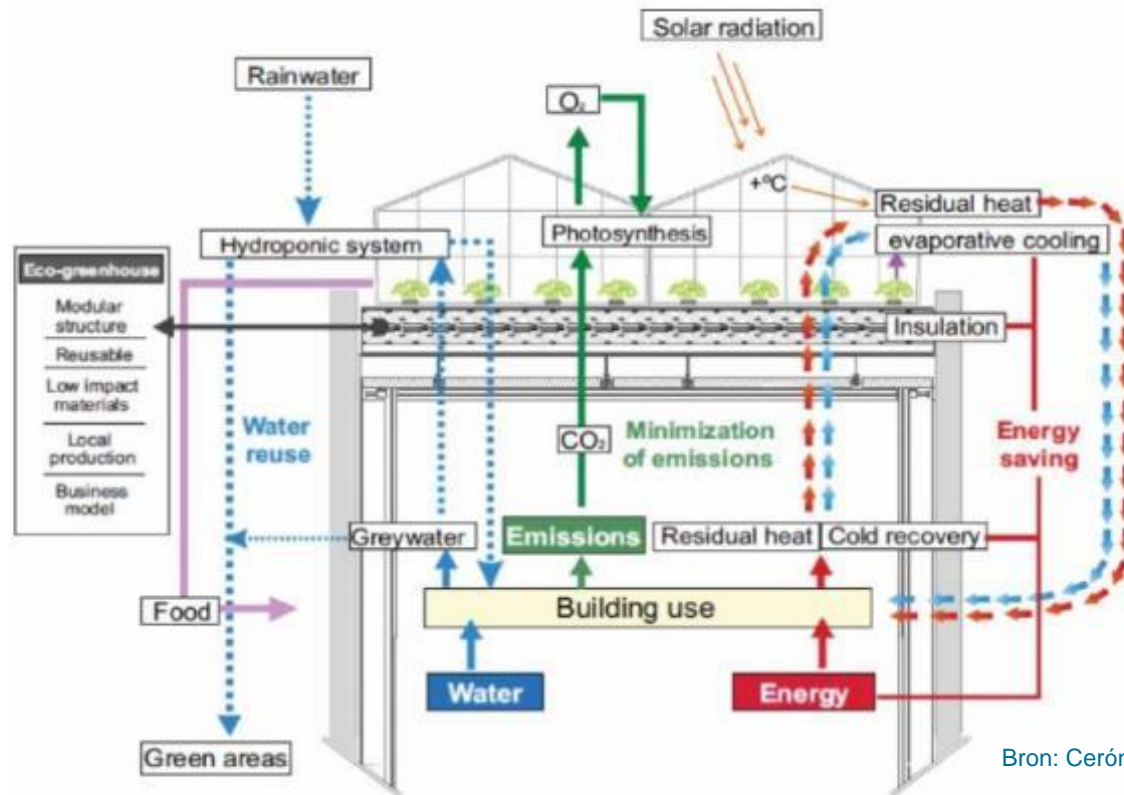 Solar radiation
Rainwater
O₂
+ºC
Residual heat
Hydroponic system
Photosynthesis
evaporative cooling
Eco-greenhouse
Modular
structure
Reusable
Low impact
materials
Local
production
Business
model
Insulation
Water
reuse
CO₂
Minimization
of emissions
Energy
saving
Greywater
Emissions
Residual heat
Cold recovery
Food
Building use
Water
Energy
Green areas
Bron: Cerón